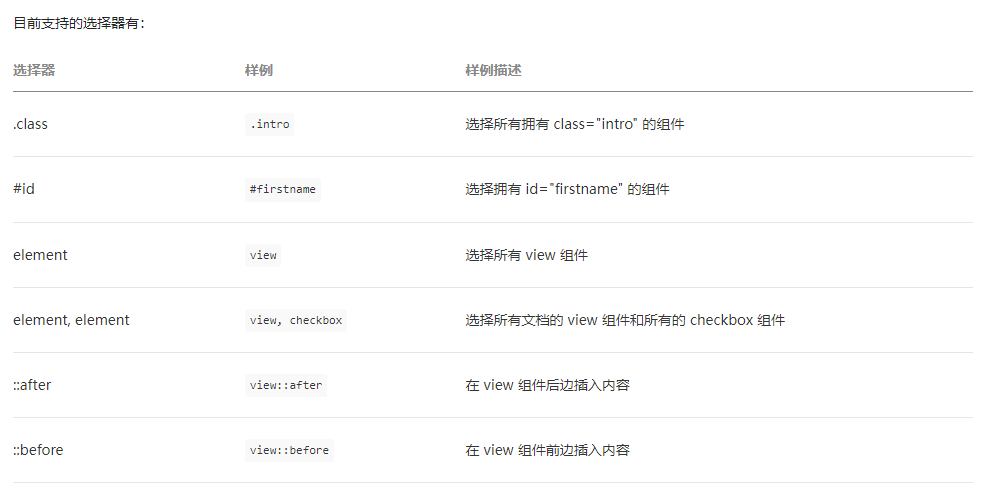 目前支持的选择器有：
选择器 样例 样例描述
.class .intro 选择所有拥有 class="intro" 的组件
#id #firstname 选择拥有 id="firstname" 的组件
element view 选择所有 view 组件
element, element view, checkbox 选择所有文档的 view 组件和所有的 checkbox 组件
::after view::after 在 view 组件后边插入内容
::before view::before 在 view 组件前边插入内容